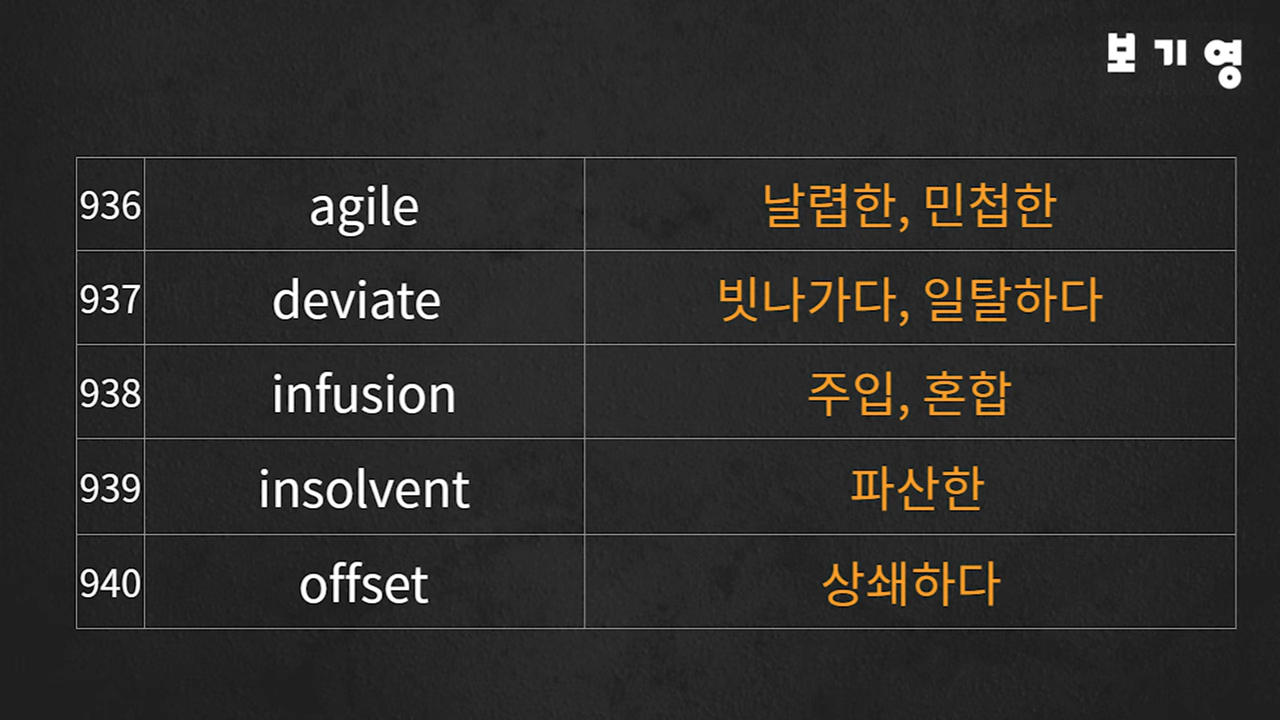 보기영
936 agile 날렵한, 민첩한
937 deviate 빗나가다, 일탈하다
938 infusion 주입, 혼합
939 insolvent 파산한
940 offset 상쇄하다